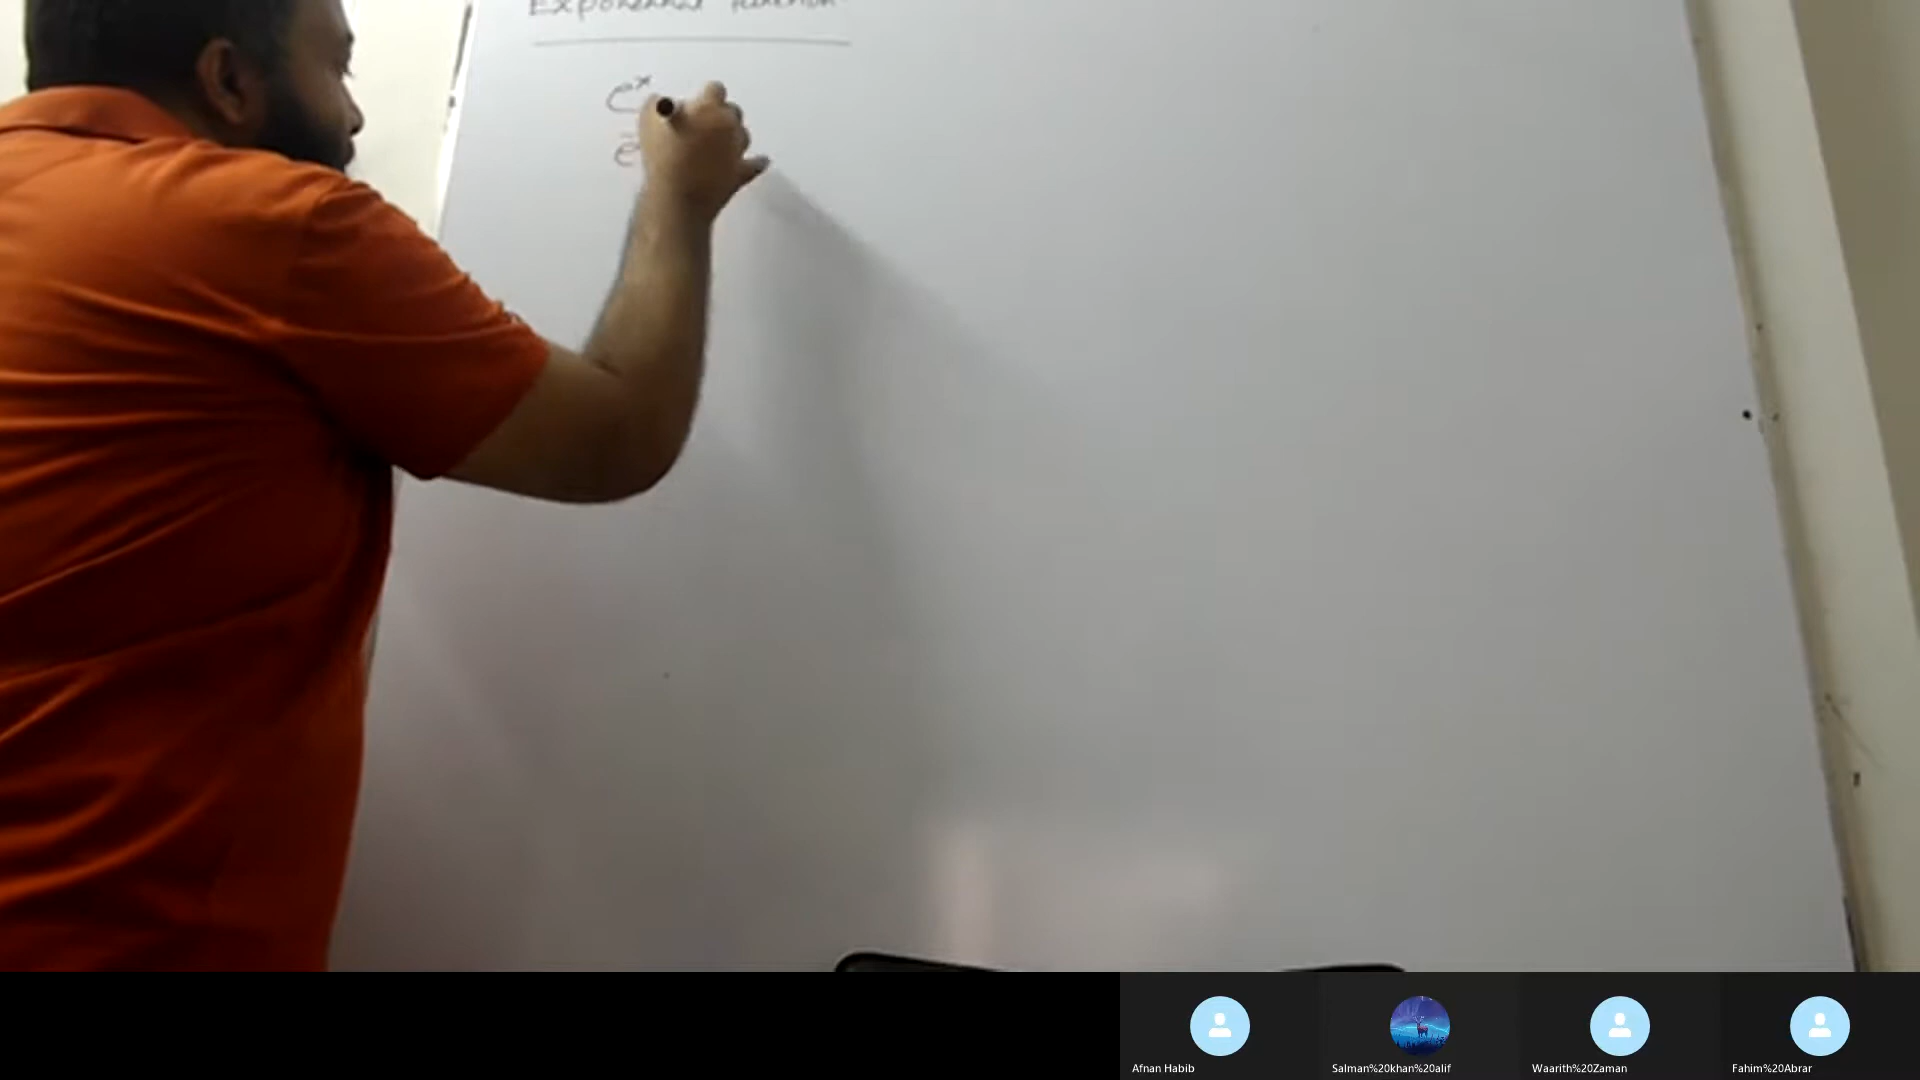 Exponential function
e^x
e
Afnan Habib
Salman%20khan%20alif
Waarith%20Zaman
Fahim%20Abrar